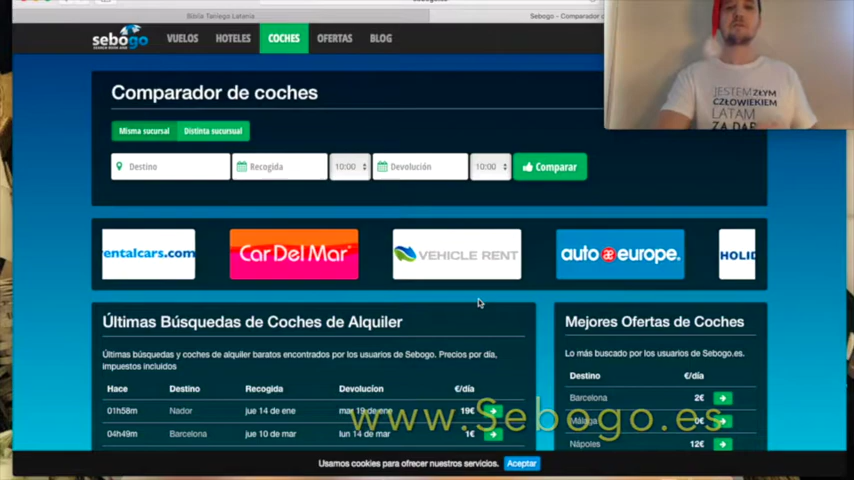 Biblia Taniego Latania
Sebogo - Comparador c
sebogo
VUELOS HOTELES COCHES OFERTAS BLOG
JESTEM ZŁYM
CZŁOWIEKIEM
LATAM
ZA DAR
Comparador de coches
Misma sucursal Distinta sucursual
Destino Recogida 10:00 Devolución 10:00 Comparar
entalcars.com CarDelMar VEHICLE RENT auto europe. HOLID
Últimas Búsquedas de Coches de Alquiler
Últimas búsquedas y coches de alquiler baratos encontrados por los usuarios de Sebogo. Precios por día,
impuestos incluidos
Hace Destino Recogida Devolucíon €/día
01h58m Nador jue 14 de ene mar 19 de ene 19€
04h49m Barcelona jue 10 de mar lun 14 de mar 1€
Mejores Ofertas de Coches
Lo más buscado por los usuarios de Sebogo.es.
Destino €/día
Barcelona 2€
Málaga 0€
Nápoles 12€
www.Sebogo.es
Usamos cookies para ofrecer nuestros servicios. Aceptar